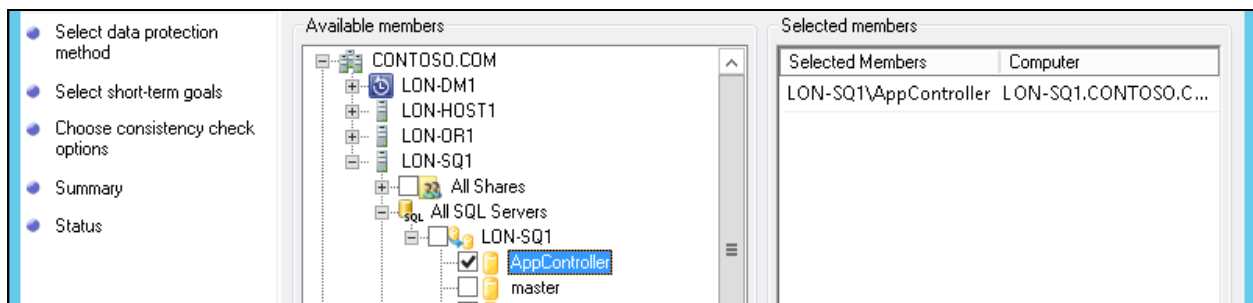 Select data protection
method
Select short-term goals
Choose consistency check
options
Summary
Status
Available members
CONTOSO.COM
LON-DM1
LON-HOST1
LON-OR1
LON-SQ1
All Shares
SQL All SQL Servers
LON-SQ1
AppController
master
Selected members
Selected Members Computer
LON-SQ1\AppController LON-SQ1.CONTOSO.C...